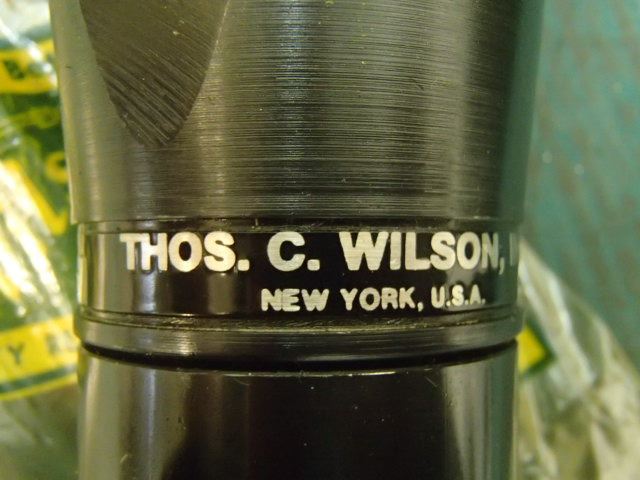 THOS. C. WILSON,
NEW YORK, U.S.A.